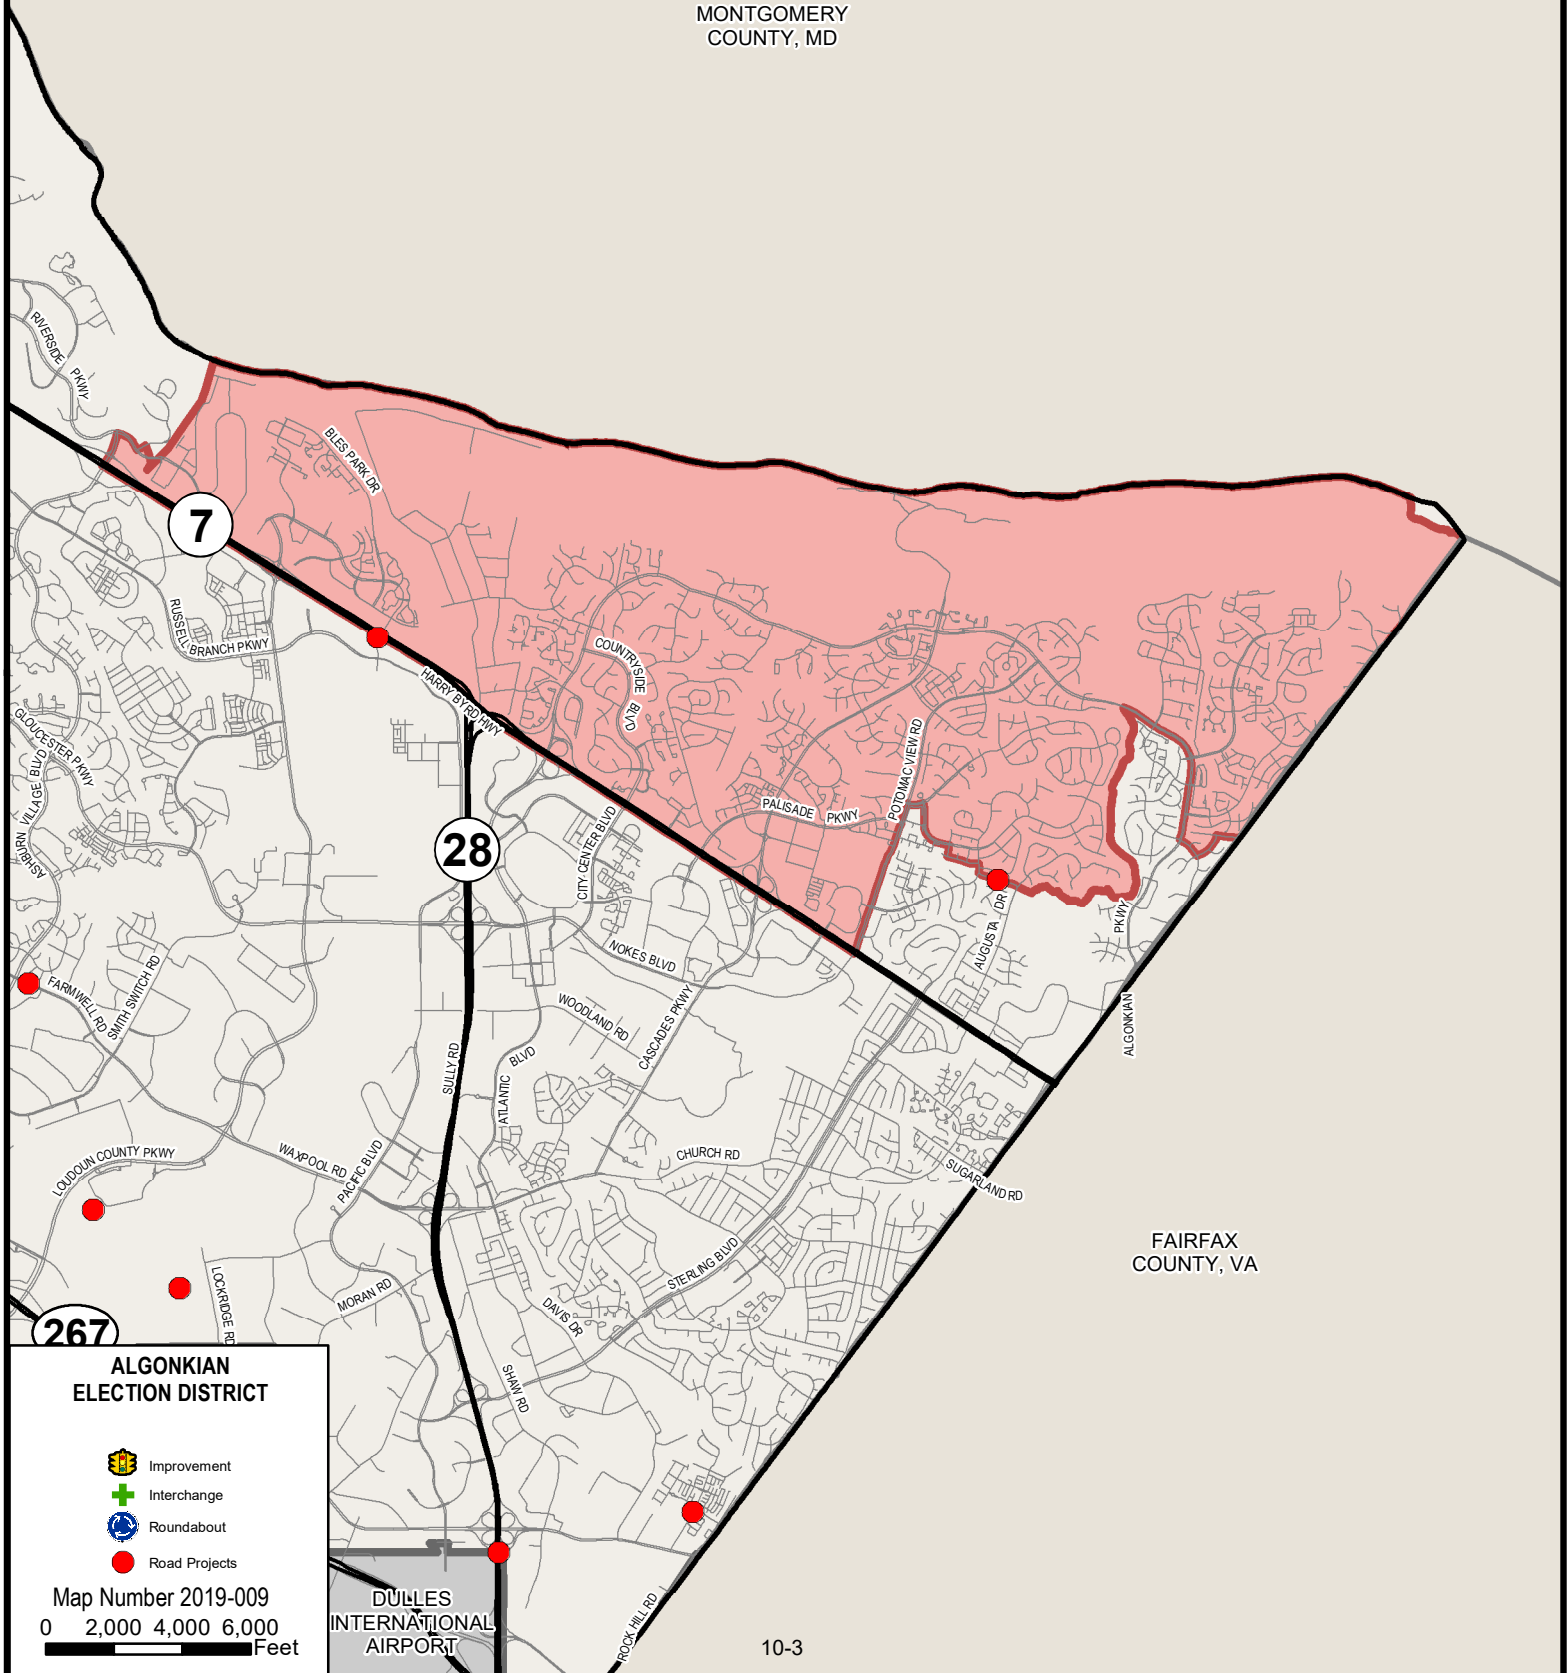 MONTGOMERY
COUNTY, MD
RIVERSIDE
PKWY
BLES PARK DR
7
RUSSELL
BRANCH PKWY
COUNTRYSIDE
BLVD
HARRY BYRD HWY
GLOUCESTER PKWY
ASHBURN VILLAGE BLVD
POTOMAC VIEW RD
PALISADE PKWY
28
CITY CENTER BLVD
AUGUSTA DR
PKWY
ALGONKIAN
NOKES BLVD
FARMWELL RD
SMITH SWITCH RD
WOODLAND RD
CASCADES PKWY
SULLY RD
ATLANTIC
BLVD
LOUDOUN COUNTY PKWY
WAXPOOL RD
PACIFIC BLVD
CHURCH RD
SUGARLAND RD
FAIRFAX
COUNTY, VA
STERLING BLVD
LOCKRIDGE RD
MORAN RD
DAVIS DR
267
SHAW RD
ALGONKIAN
ELECTION DISTRICT
Improvement
Interchange
Roundabout
Road Projects
Map Number 2019-009
0 2,000 4,000 6,000
Feet
DULLES
INTERNATIONAL
AIRPORT
ROCK HILL RD
10-3